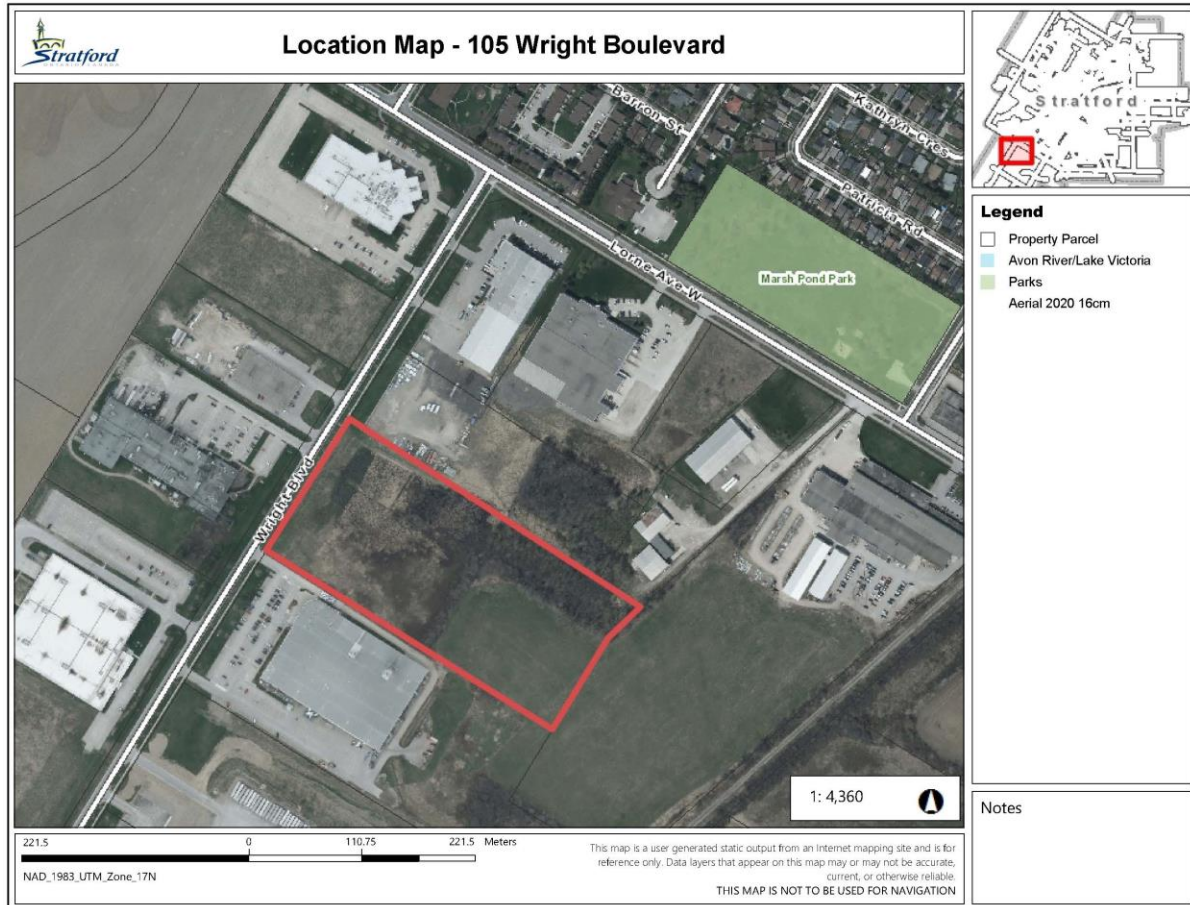 Stratford
ONTARIO CANADA
Location Map - 105 Wright Boulevard
Stratford
Barron St
Kathryn Cres
Patricia Rd
Lorne Ave W
Marsh Pond Park
Wright Blvd
Legend
Property Parcel
Avon River/Lake Victoria
Parks
Aerial 2020 16cm
1: 4,360
Notes
221.5 0 110.75 221.5 Meters
NAD_1983_UTM_Zone_17N
This map is a user generated static output from an Internet mapping site and is for
reference only. Data layers that appear on this map may or may not be accurate,
current, or otherwise reliable.
THIS MAP IS NOT TO BE USED FOR NAVIGATION